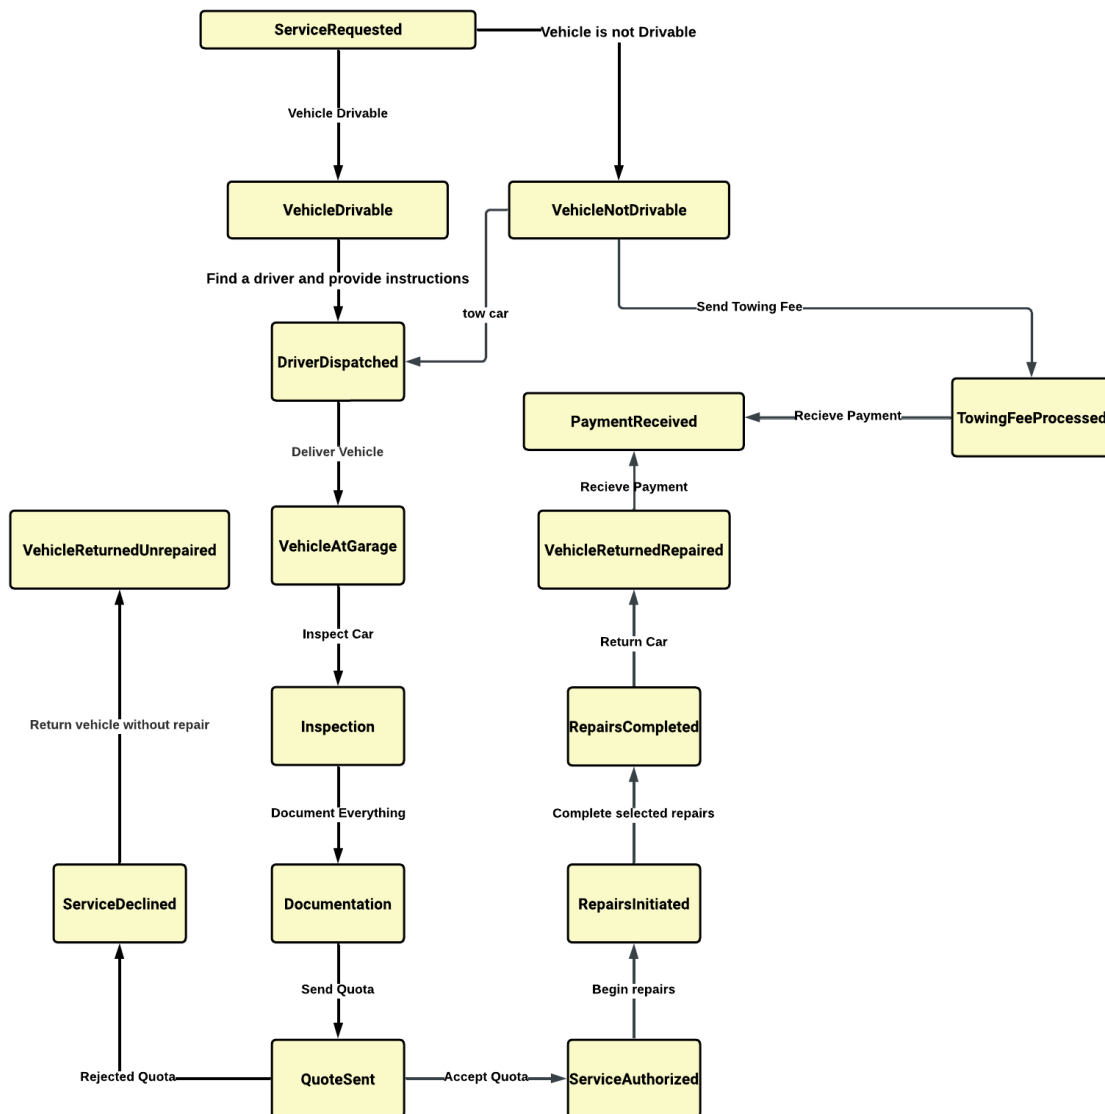 ServiceRequested
Vehicle is not Drivable
Vehicle Drivable
VehicleDrivable
VehicleNotDrivable
Find a driver and provide instructions
tow car
Send Towing Fee
DriverDispatched
PaymentReceived
Recieve Payment
TowingFeeProcessed
Deliver Vehicle
Recieve Payment
VehicleReturnedUnrepaired
VehicleAtGarage
VehicleReturnedRepaired
Inspect Car
Return Car
Return vehicle without repair
Inspection
RepairsCompleted
Document Everything
Complete selected repairs
ServiceDeclined
Documentation
RepairsInitiated
Send Quota
Begin repairs
Rejected Quota
QuoteSent
Accept Quota
ServiceAuthorized